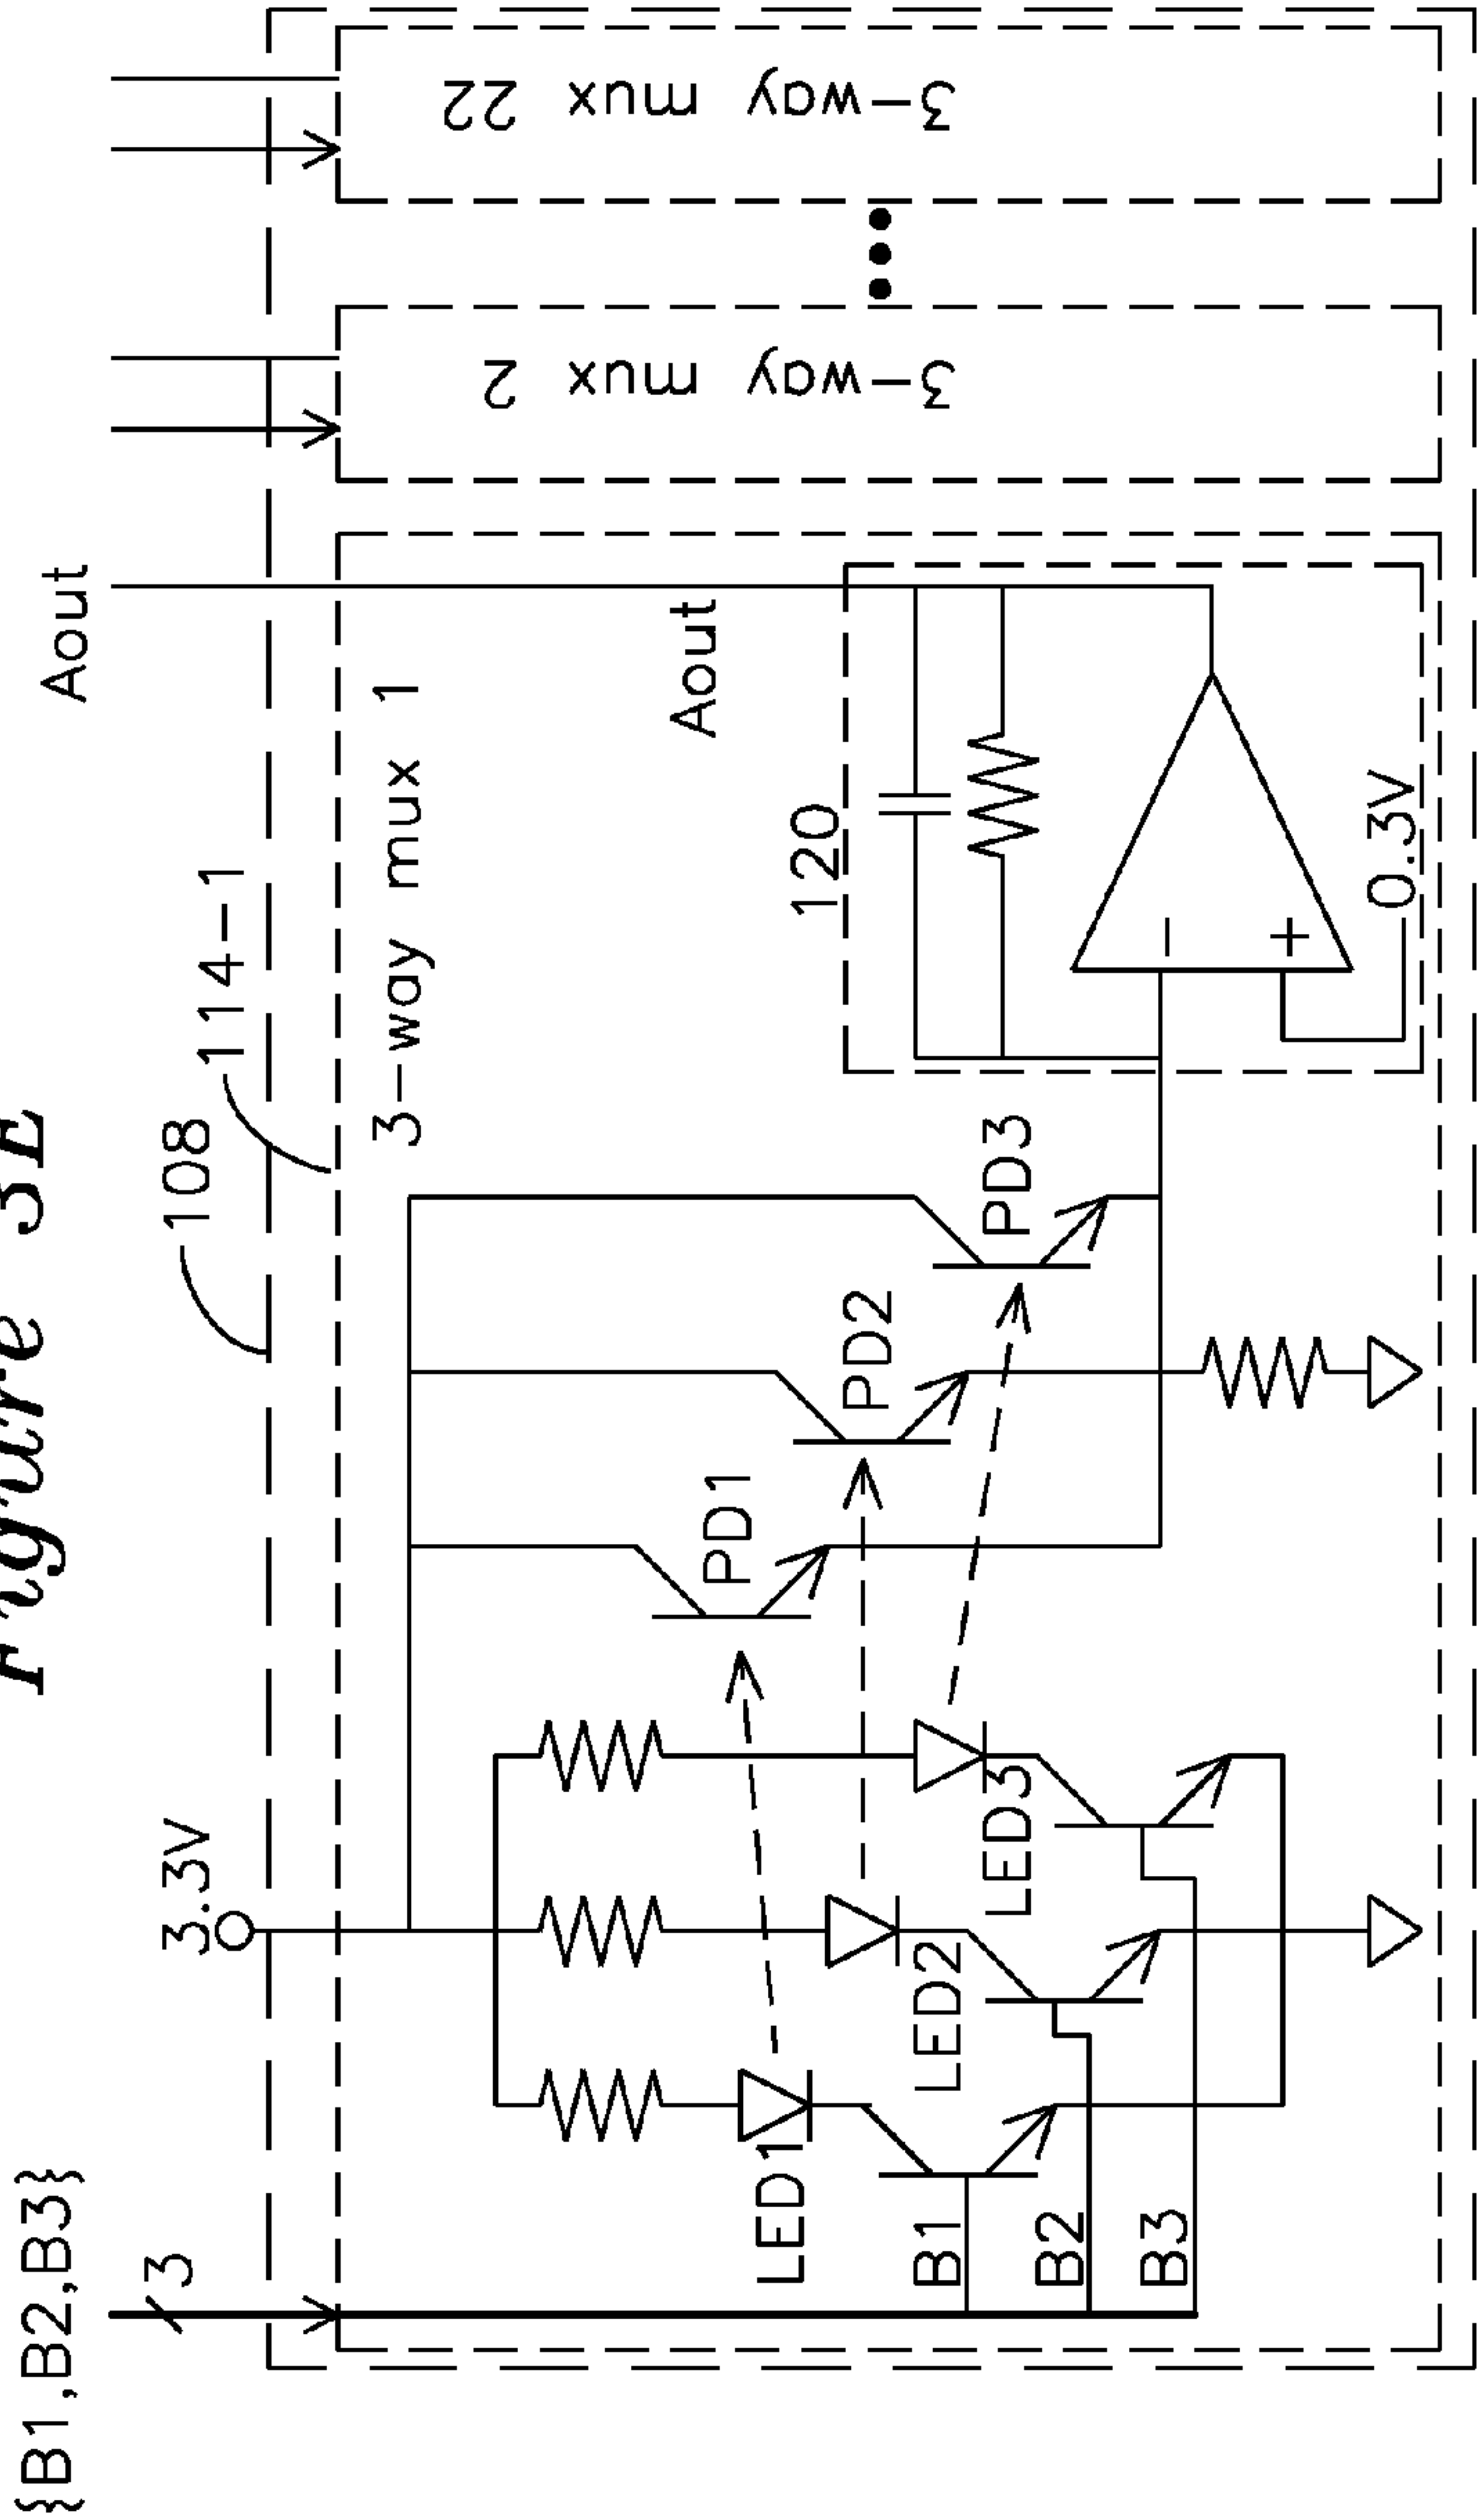 Figure 3E
{B1,B2,B3}
3
3.3V
108
114-1
Aout
3-way mux 1
3-way mux 2
3-way mux 22
LED1
LED2
LED3
PD1
PD2
PD3
B1
B2
B3
120
Aout
-
+
0.3V